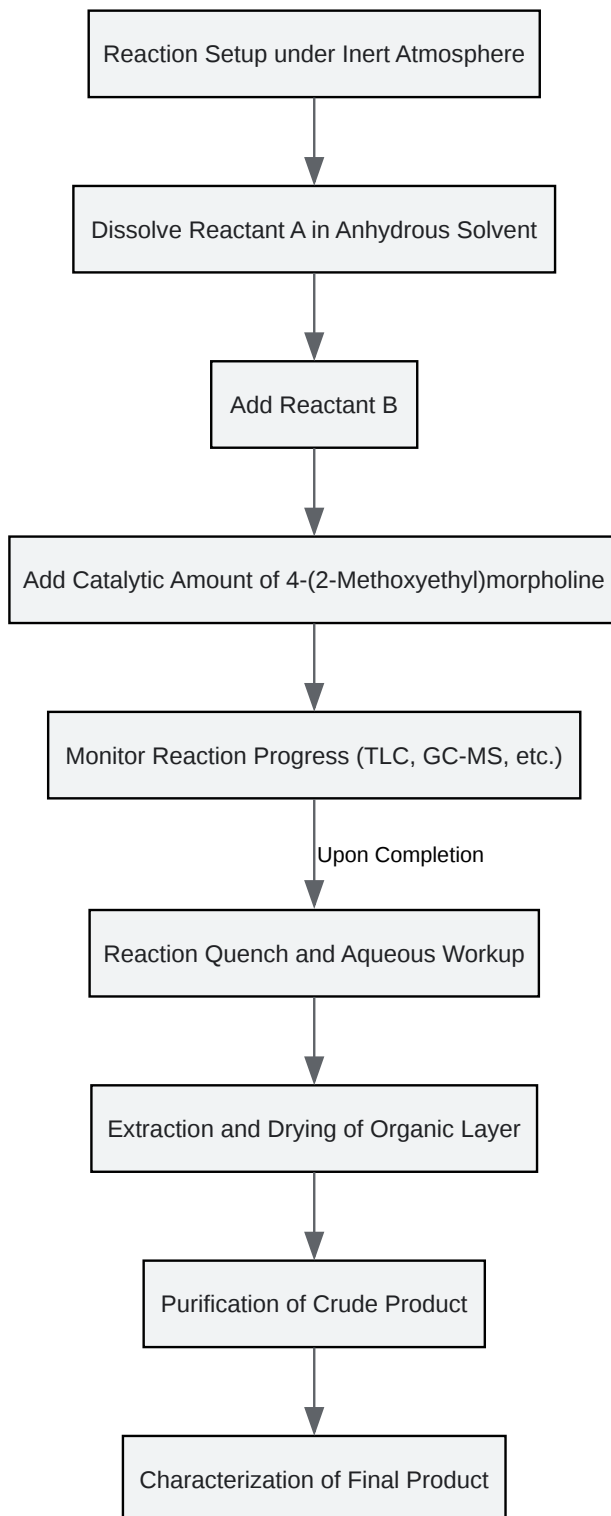 Reaction Setup under Inert Atmosphere
Dissolve Reactant A in Anhydrous Solvent
Add Reactant B
Add Catalytic Amount of 4-(2-Methoxyethyl)morpholine
Monitor Reaction Progress (TLC, GC-MS, etc.)
Upon Completion
Reaction Quench and Aqueous Workup
Extraction and Drying of Organic Layer
Purification of Crude Product
Characterization of Final Product